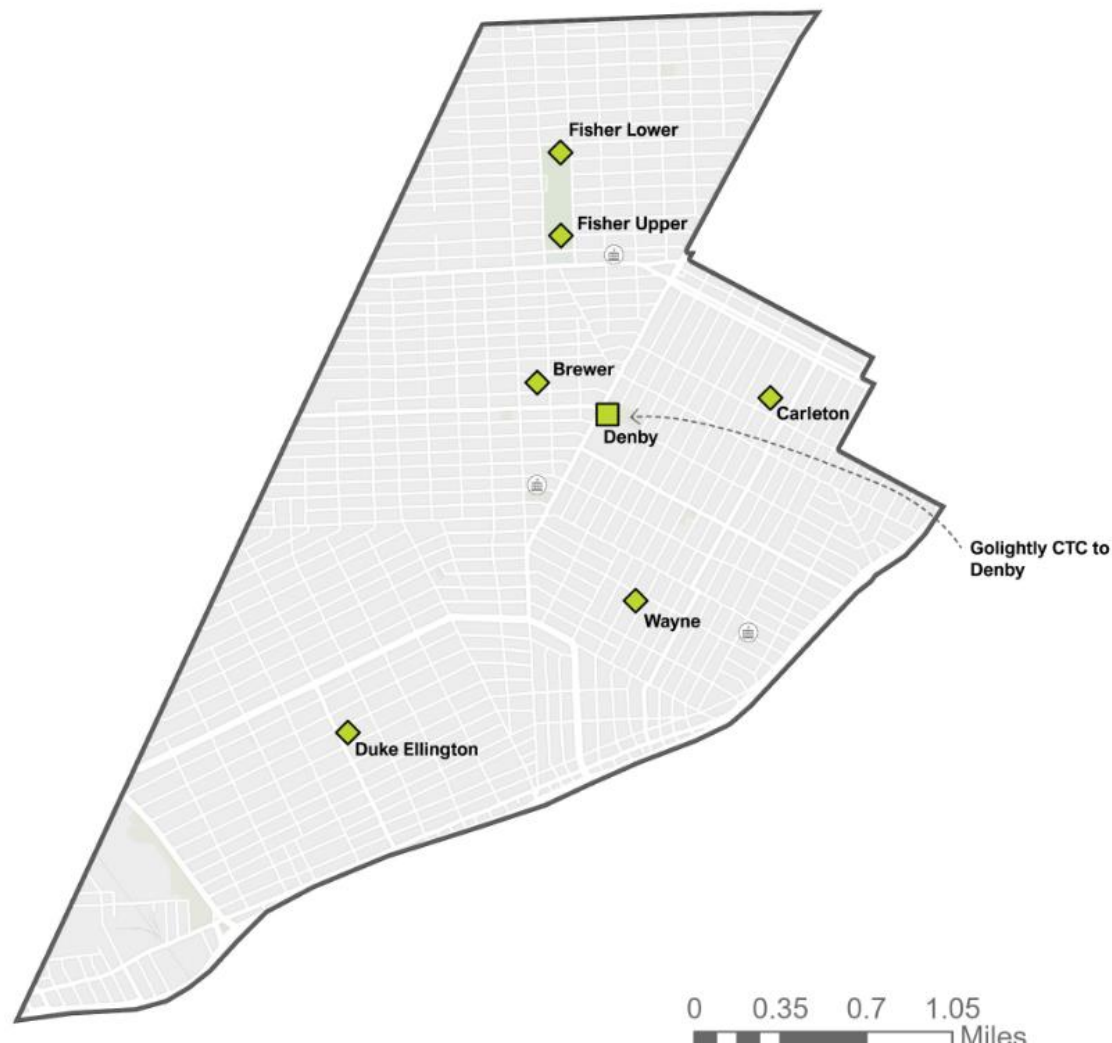 Fisher Lower
Fisher Upper
Brewer
Carleton
Denby
Golightly CTC to
Denby
Wayne
Duke Ellington
0 0.35 0.7 1.05
Miles